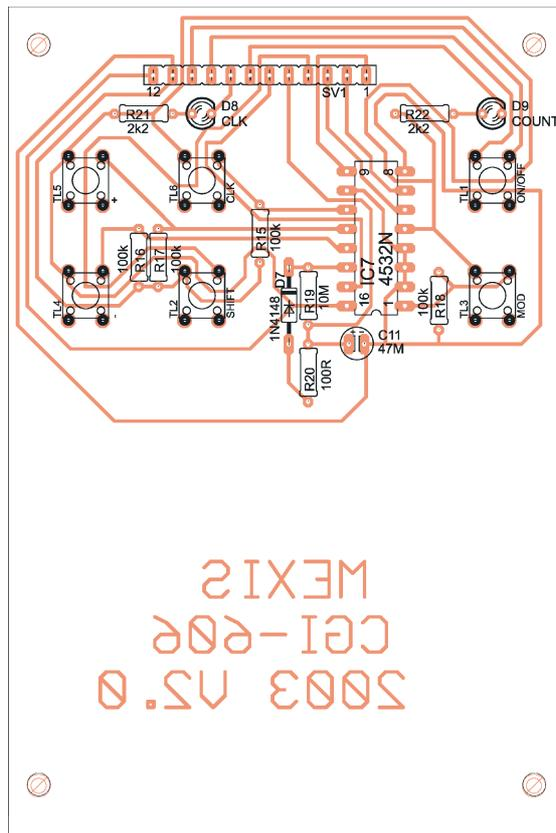 12
SV1
1
R21
2k2
D8
CLK
R22
2k2
D9
COUNT
TL5
+
TL6
CLK
TL1
ON/OFF
9
8
IC7
4532N
16
1
R15
100k
100k
R16
R17
100k
TL4
-
TL2
SHIFT
D7
1N4148
R19
10M
100k
R18
TL3
MOD
+
C11
47M
R20
100R
MEXIS
CGI-606
2003 V2.0